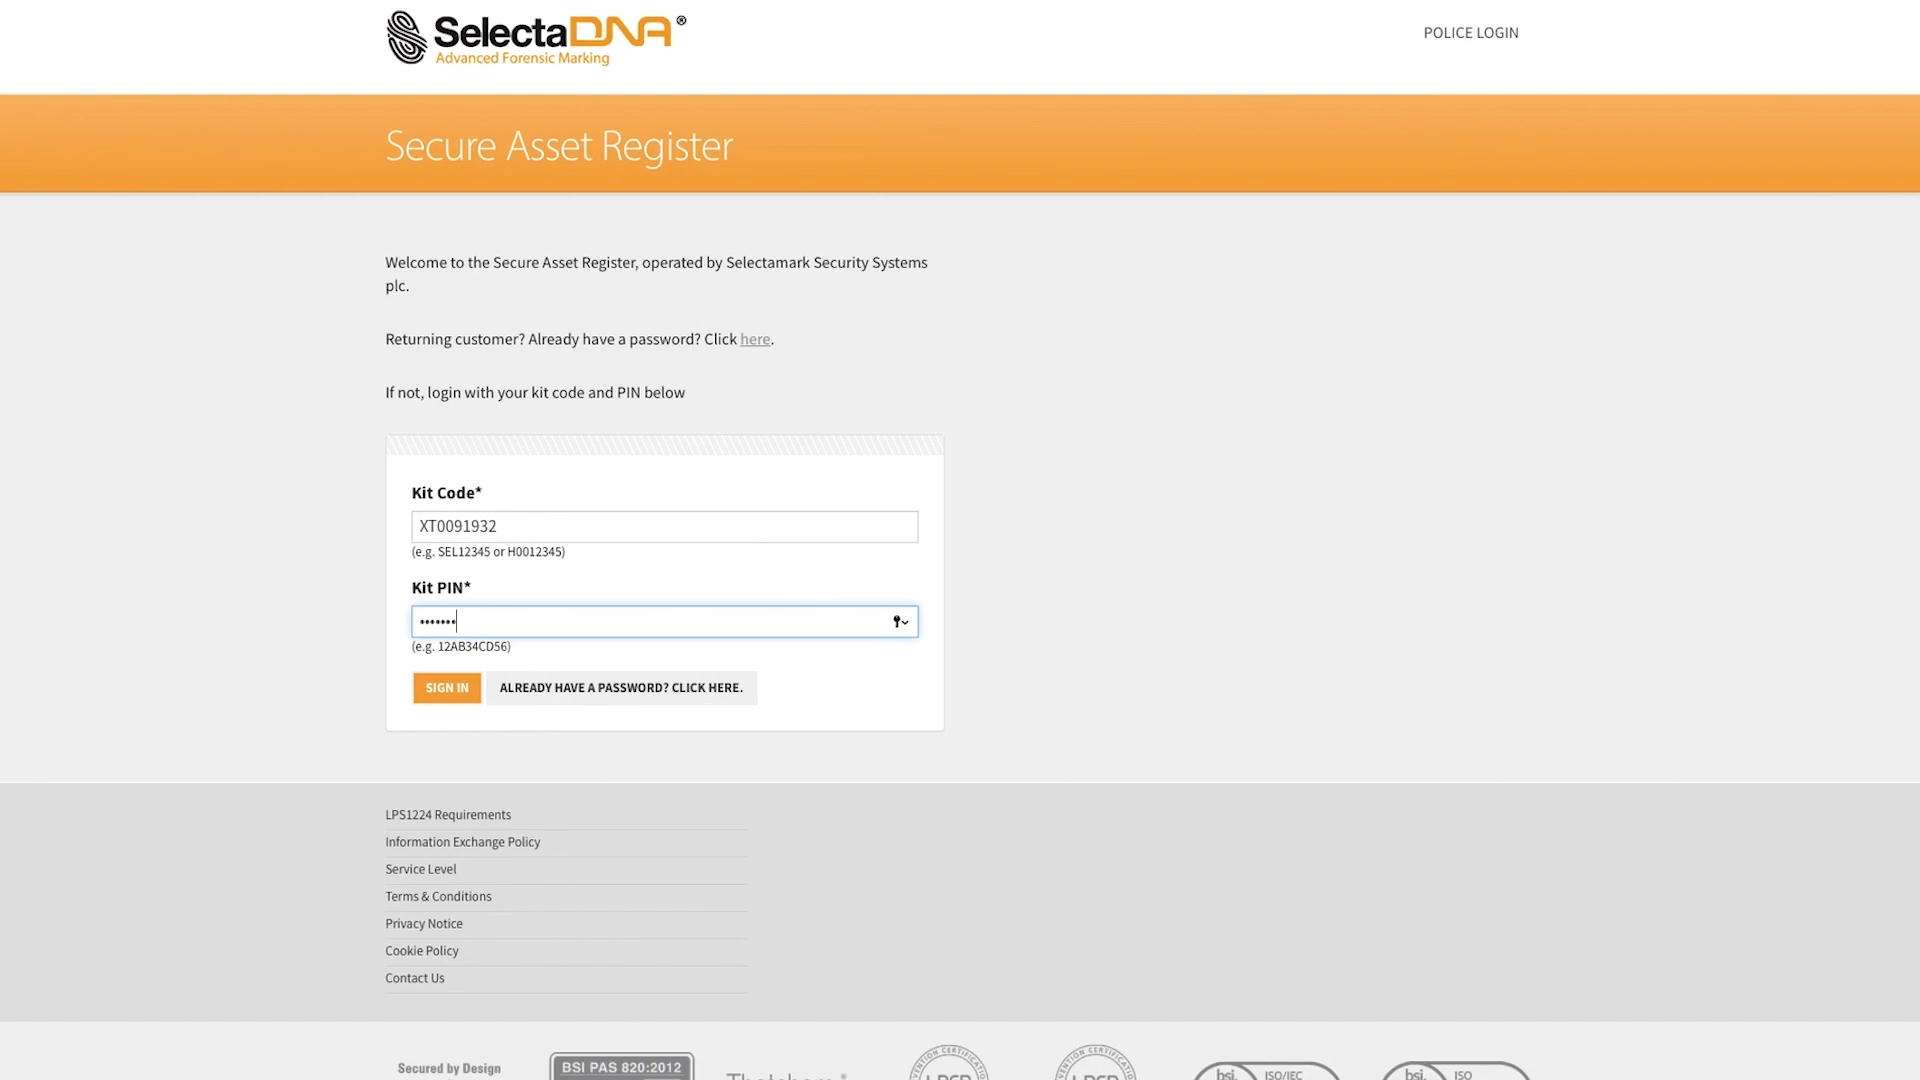 SelectaDNA®
Advanced Forensic Marking
POLICE LOGIN
Secure Asset Register
Welcome to the Secure Asset Register, operated by Selectamark Security Systems
plc.
Returning customer? Already have a password? Click here.
If not, login with your kit code and PIN below
Kit Code*
XT0091932
(e.g. SEL12345 or H0012345)
Kit PIN*
•••••••
(e.g. 12AB34CD56)
SIGN IN
ALREADY HAVE A PASSWORD? CLICK HERE.
LPS1224 Requirements
Information Exchange Policy
Service Level
Terms & Conditions
Privacy Notice
Cookie Policy
Contact Us
Secured by Design
BSI PAS 820:2012
bsi. ISO/IEC
bsi. ISO